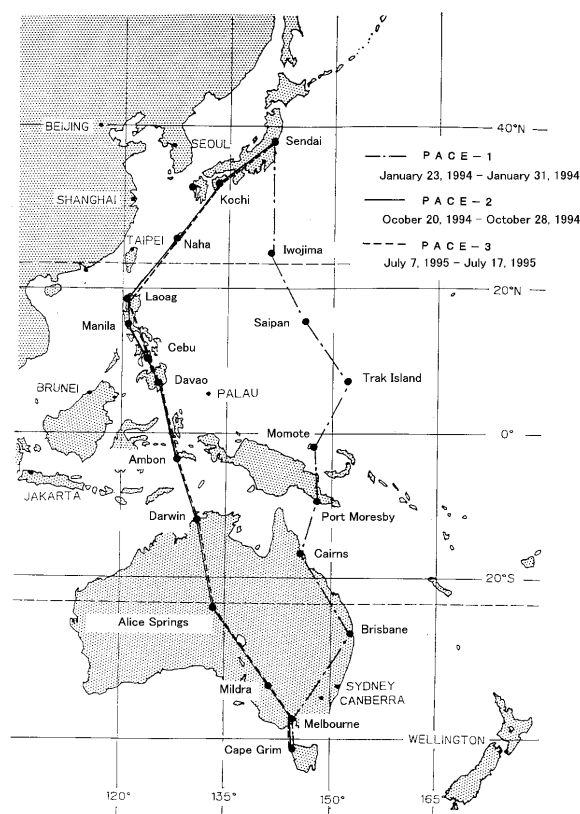 BEIJING
40°N
SEOUL
Sendai
PACE-1
January 23, 1994 - January 31, 1994
SHANGHAI
Kochi
PACE-2
Ocober 20, 1994 - October 28, 1994
TAIPEI
Naha
Iwojima
PACE-3
July 7, 1995 - July 17, 1995
Laoag
20°N
Manila
Saipan
Cebu
BRUNEI
Davao
PALAU
Trak Island
Momote
0°
Ambon
JAKARTA
Darwin
Port Moresby
Cairns
20°S
Alice Springs
Brisbane
Mildra
SYDNEY
CANBERRA
Melbourne
Cape Grim
WELLINGTON
120°
135°
150°
165°